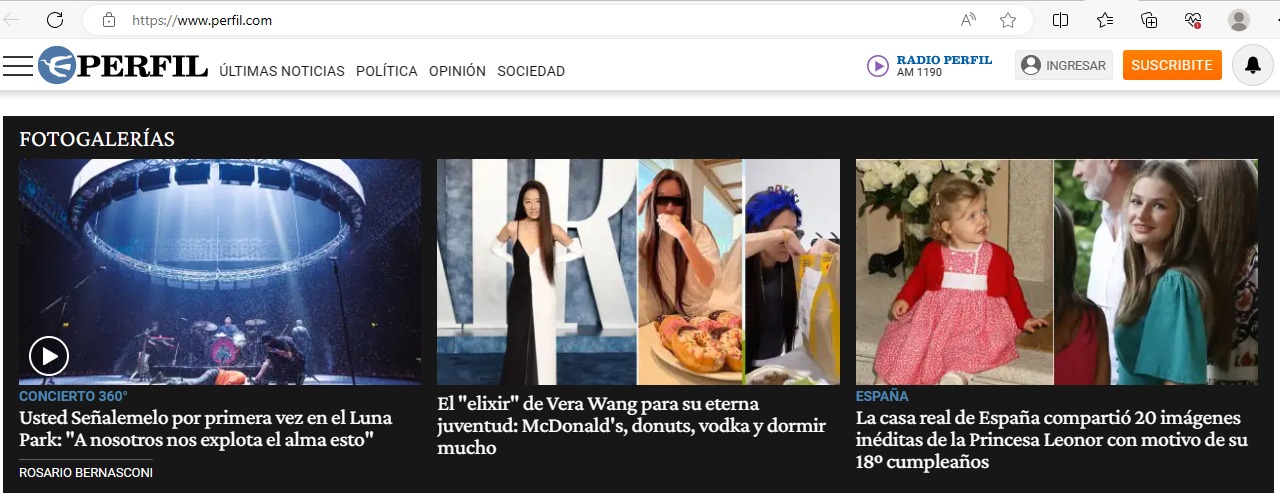 https://www.perfil.com
PERFIL ÚLTIMAS NOTICIAS POLÍTICA OPINIÓN SOCIEDAD
RADIO PERFIL
AM 1190
INGRESAR
SUSCRIBITE
FOTOGALERÍAS
CONCIERTO 360°
Usted Señalemelo por primera vez en el Luna
Park: "A nosotros nos explota el alma esto"
ROSARIO BERNASCONI
El "elixir" de Vera Wang para su eterna
juventud: McDonald's, donuts, vodka y dormir
mucho
ESPAÑA
La casa real de España compartió 20 imágenes
inéditas de la Princesa Leonor con motivo de su
18º cumpleaños